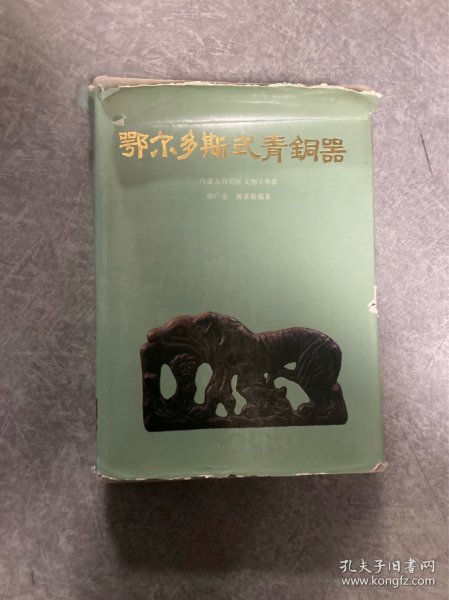 鄂尔多斯式青銅器
内蒙古自治区文物工作队
田广金 郭素新编著
孔夫子旧书网
www.kongfz.com